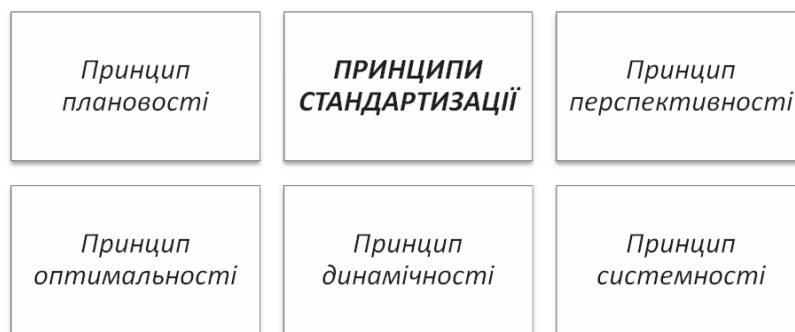 Принцип
плановості
ПРИНЦИПИ
СТАНДАРТИЗАЦІЇ
Принцип
перспективності
Принцип
оптимальності
Принцип
динамічності
Принцип
системності